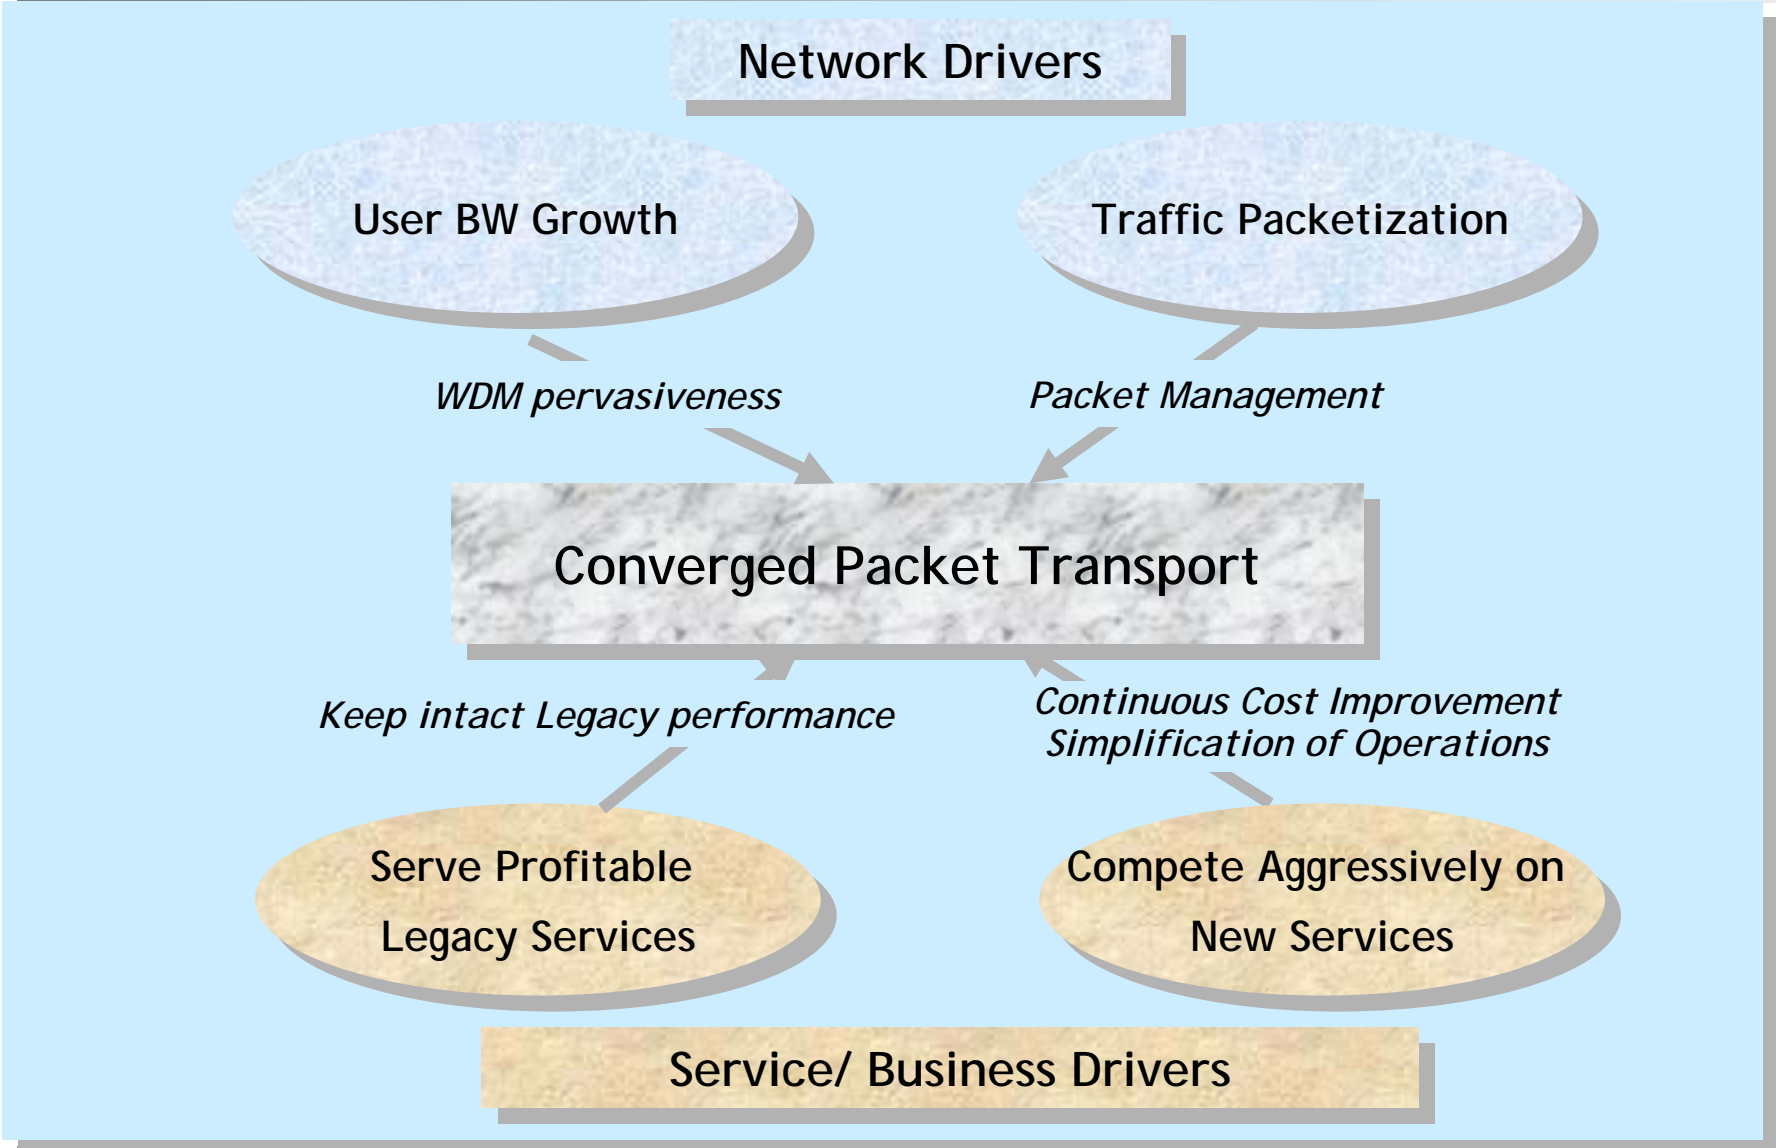 Network Drivers
User BW Growth
Traffic Packetization
WDM pervasiveness
Packet Management
Converged Packet Transport
Keep intact Legacy performance
Continuous Cost Improvement
Simplification of Operations
Serve Profitable
Legacy Services
Compete Aggressively on
New Services
Service/ Business Drivers